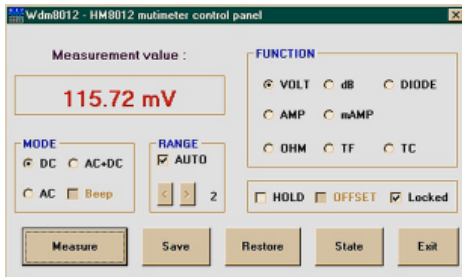 Wdm8012 - HM8012 mutimeter control panel
Measurement value :
115.72 mV
FUNCTION
VOLT dB DIODE
AMP mAMP
OHM TF TC
MODE
DC AC+DC
AC Beep
RANGE
AUTO
< > 2
HOLD OFFSET Locked
Measure Save Restore State Exit